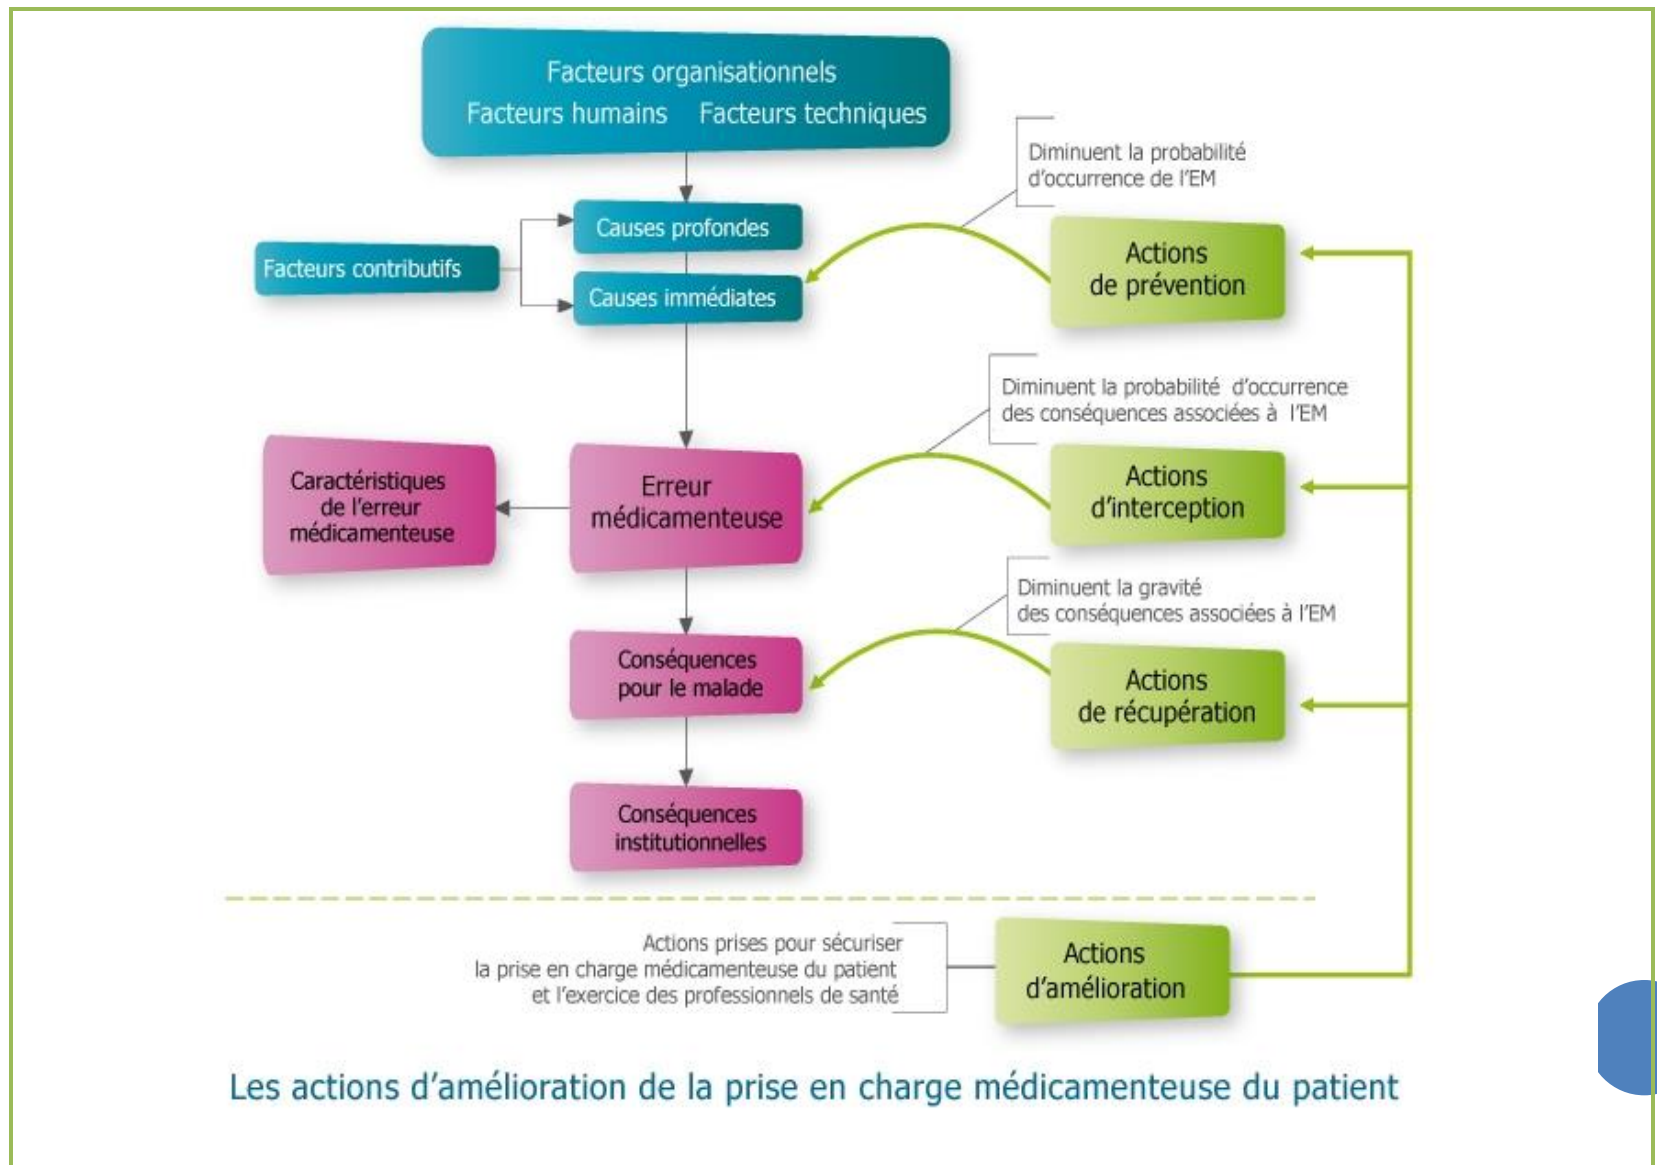 Facteurs organisationnels
Facteurs humains Facteurs techniques
Diminuent la probabilité
d'occurrence de l'EM
Causes profondes
Facteurs contributifs
Causes immédiates
Actions
de prévention
Diminuent la probabilité d'occurrence
des conséquences associées à l'EM
Caractéristiques
de l'erreur
médicamenteuse
Erreur
médicamenteuse
Actions
d'interception
Diminuent la gravité
des conséquences associées à l'EM
Conséquences
pour le malade
Actions
de récupération
Conséquences
institutionnelles
Actions prises pour sécuriser
la prise en charge médicamenteuse du patient
et l'exercice des professionnels de santé
Actions
d'amélioration
Les actions d'amélioration de la prise en charge médicamenteuse du patient